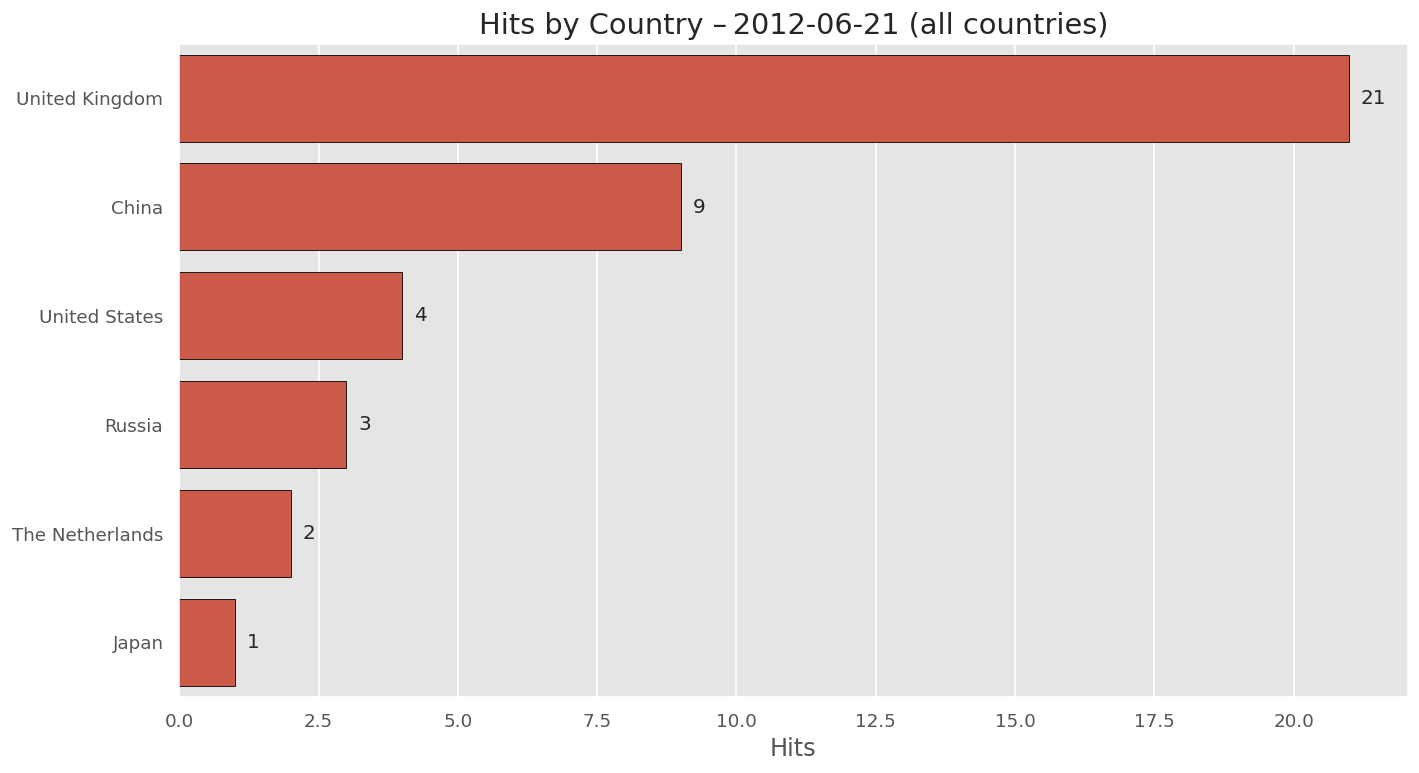 Hits by Country – 2012-06-21 (all countries)
United Kingdom
21
China
9
United States
4
Russia
3
The Netherlands
2
Japan
1
0.0 2.5 5.0 7.5 10.0 12.5 15.0 17.5 20.0
Hits